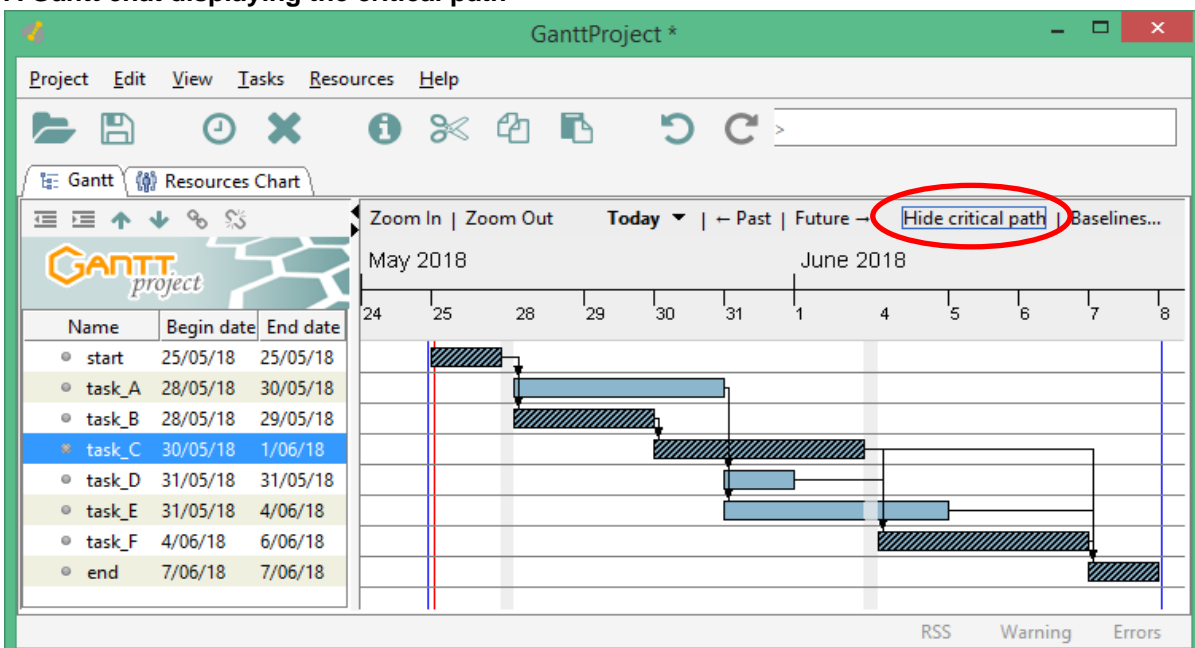 GanttProject *
Project Edit View Tasks Resources Help
>
Gantt Resources Chart
Zoom In | Zoom Out Today | ← Past | Future → Hide critical path | Baselines...
GANTT
project
May 2018 June 2018
24 25 28 29 30 31 1 4 5 6 7 8
Name Begin date End date
start 25/05/18 25/05/18
task_A 28/05/18 30/05/18
task_B 28/05/18 29/05/18
task_C 30/05/18 1/06/18
task_D 31/05/18 31/05/18
task_E 31/05/18 4/06/18
task_F 4/06/18 6/06/18
end 7/06/18 7/06/18
RSS Warning Errors